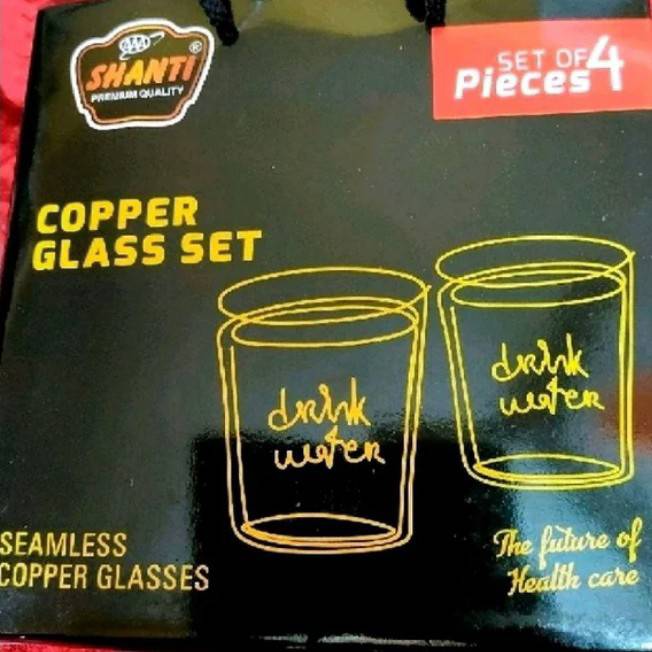 AAA
SHANTI®
PREMIUM QUALITY
SET OF 4
Pieces
COPPER
GLASS SET
drink
water
drink
water
SEAMLESS
COPPER GLASSES
The future of
Health care